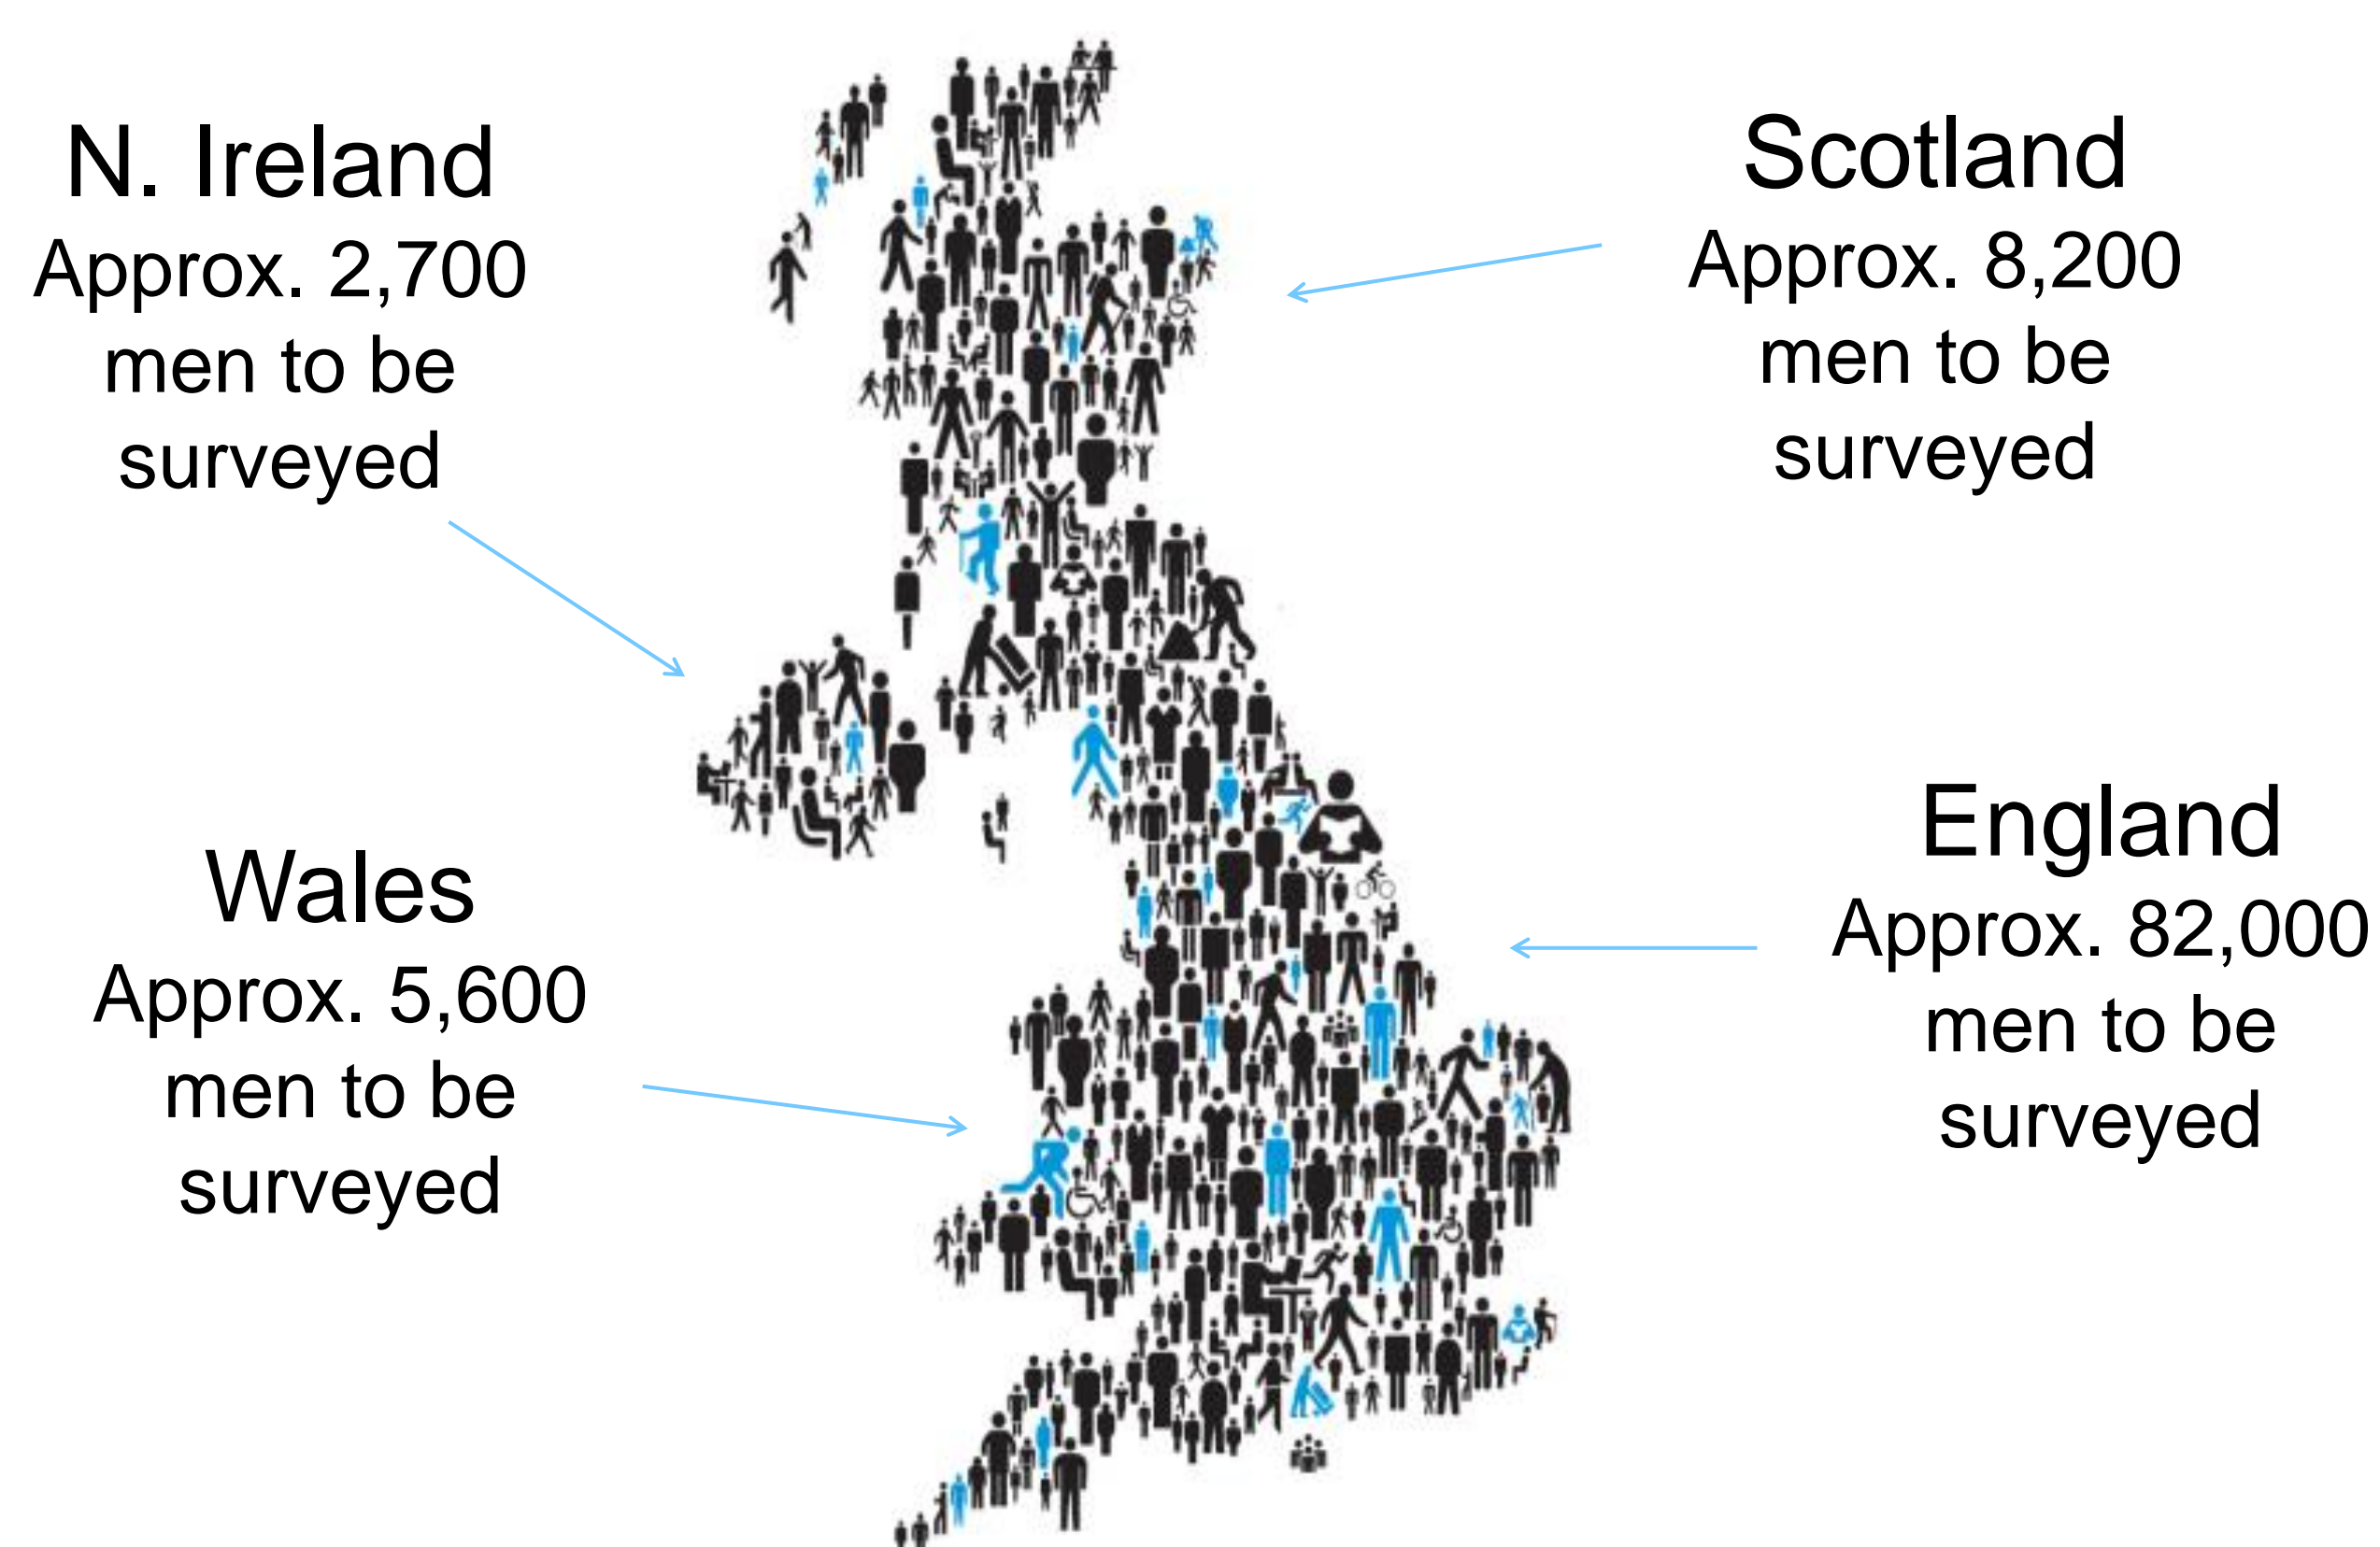 N. Ireland
Approx. 2,700
men to be
surveyed
Scotland
Approx. 8,200
men to be
surveyed
Wales
Approx. 5,600
men to be
surveyed
England
Approx. 82,000
men to be
surveyed